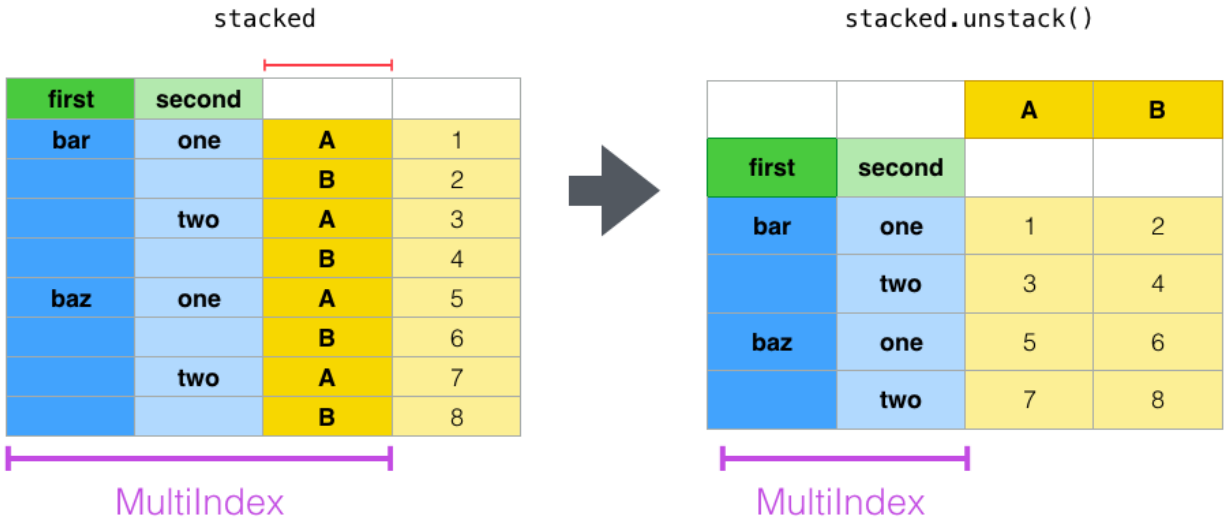 stacked
first second
bar one A 1
B 2
two A 3
B 4
baz one A 5
B 6
two A 7
B 8
MultiIndex
stacked.unstack()
A B
first second
bar one 1 2
two 3 4
baz one 5 6
two 7 8
MultiIndex